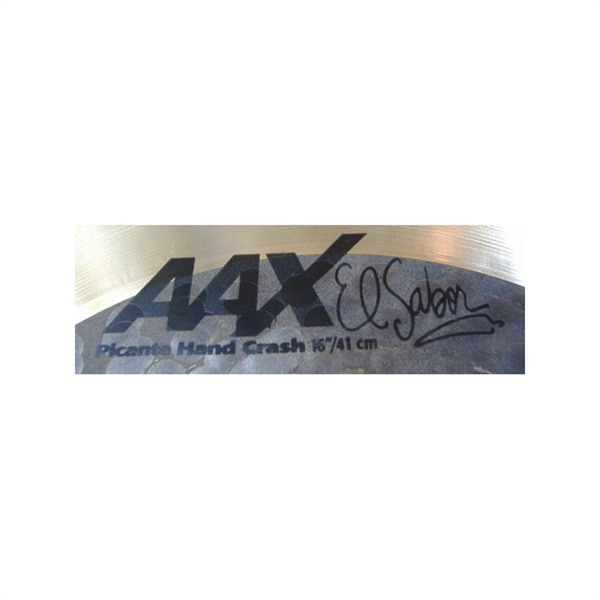 AAX El Sabor
Picante Hand Crash 16"/41 cm